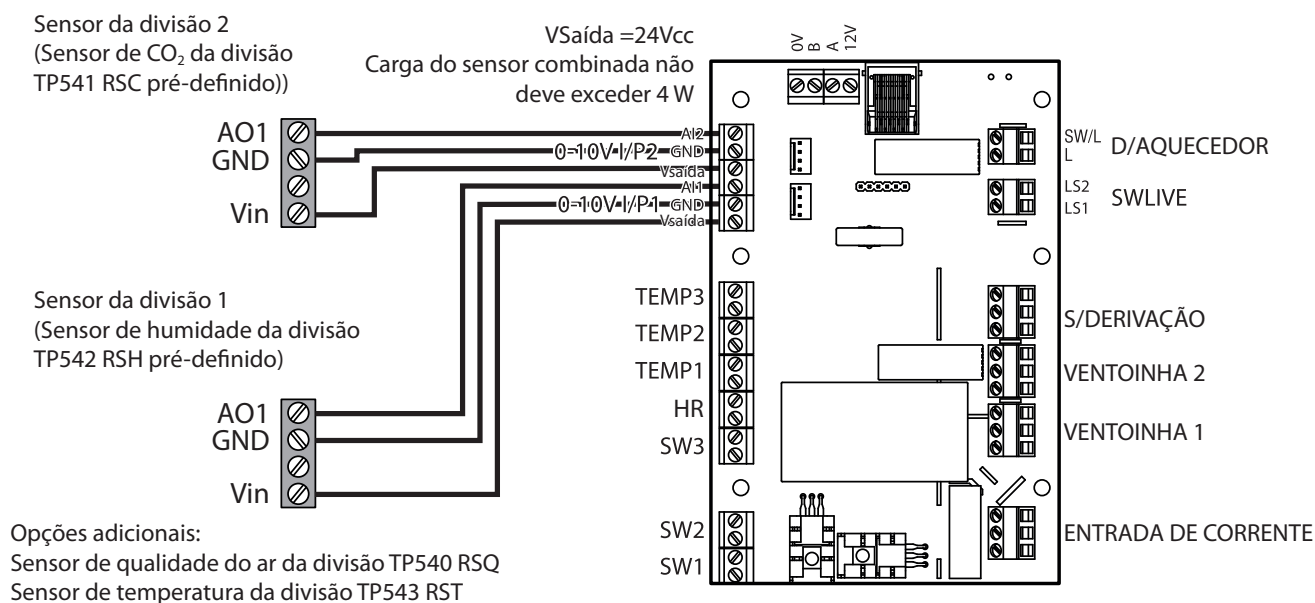 Sensor da divisão 2
(Sensor de CO₂ da divisão
TP541 RSC pré-definido))
VSaída =24Vcc
Carga do sensor combinada não
deve exceder 4 W
0V
B
A
12V
AO1
GND
Vin
AI2
0-10V I/P2 GND
Vsaída
AI1
0-10V I/P1 GND
Vsaída
SW/L
L
D/AQUECEDOR
LS2
LS1
SWLIVE
Sensor da divisão 1
(Sensor de humidade da divisão
TP542 RSH pré-definido)
AO1
GND
Vin
TEMP3
TEMP2
TEMP1
HR
SW3
SW2
SW1
S/DERIVAÇÃO
VENTOINHA 2
VENTOINHA 1
ENTRADA DE CORRENTE
Opções adicionais:
Sensor de qualidade do ar da divisão TP540 RSQ
Sensor de temperatura da divisão TP543 RST